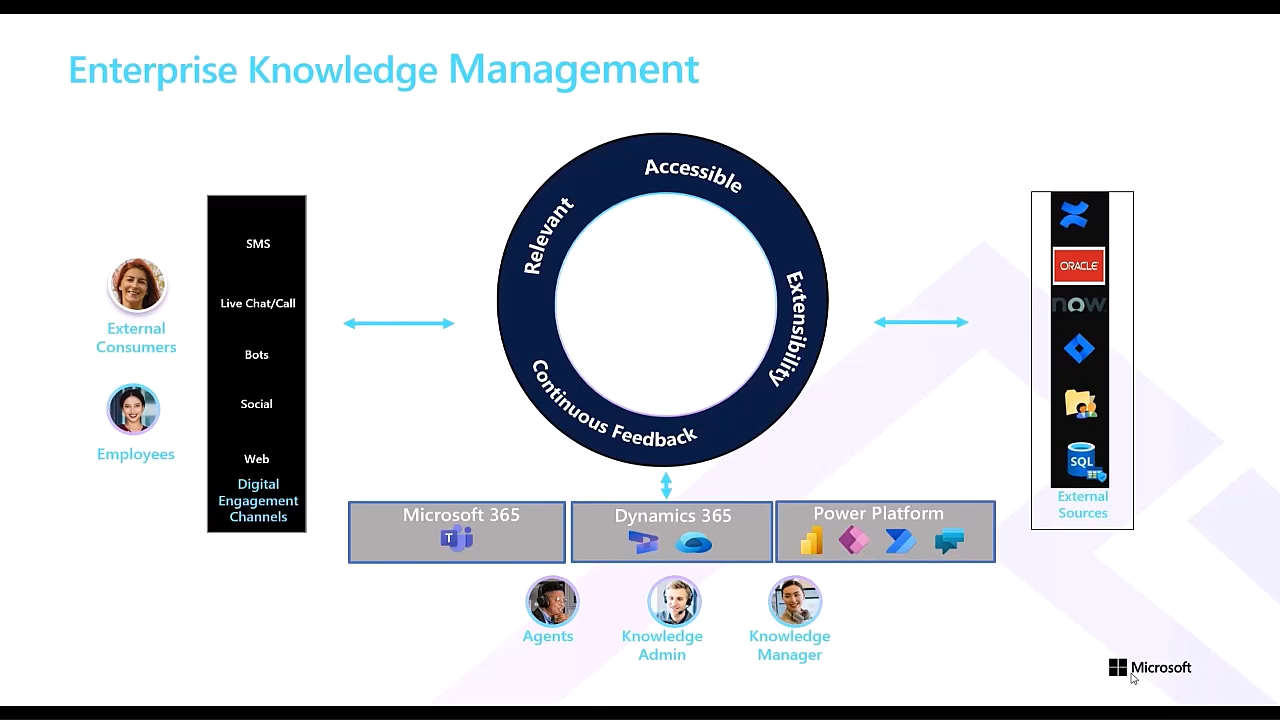 Enterprise Knowledge Management
Accessible
Relevant
Extensibility
Continuous Feedback
SMS
Live Chat/Call
Bots
Social
Web
Digital
Engagement
Channels
External
Consumers
Employees
ORACLE
now
SQL
External
Sources
Microsoft 365
T
Dynamics 365
Power Platform
Agents
Knowledge
Admin
Knowledge
Manager
Microsoft